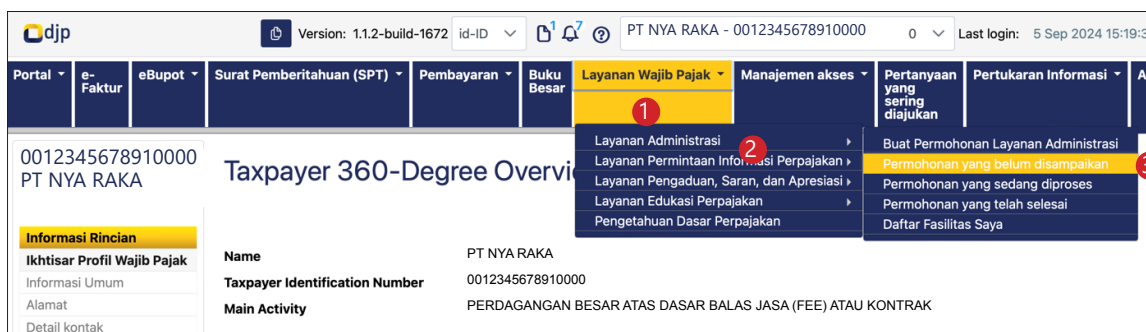 djp
Version: 1.1.2-build-1672 id-ID 1 7 PT NYA RAKA - 0012345678910000 0 Last login: 5 Sep 2024 15:19:3
Portal e-Faktur eBupot Surat Pemberitahuan (SPT) Pembayaran Buku Besar Layanan Wajib Pajak Manajemen akses Pertanyaan yang sering diajukan Pertukaran Informasi A
1
Layanan Administrasi
2
Layanan Permintaan Informasi Perpajakan
Layanan Pengaduan, Saran, dan Apresiasi
Layanan Edukasi Perpajakan
Pengetahuan Dasar Perpajakan
Buat Permohonan Layanan Administrasi
Permohonan yang belum disampaikan
3
Permohonan yang sedang diproses
Permohonan yang telah selesai
Daftar Fasilitas Saya
0012345678910000
PT NYA RAKA
Taxpayer 360-Degree Overvi
Informasi Rincian
Ikhtisar Profil Wajib Pajak
Informasi Umum
Alamat
Detail kontak
Name PT NYA RAKA
Taxpayer Identification Number 0012345678910000
Main Activity PERDAGANGAN BESAR ATAS DASAR BALAS JASA (FEE) ATAU KONTRAK